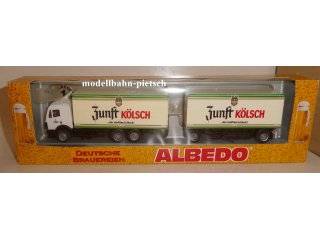 modellbahn-pietsch
Zunft KÖLSCH
Zunft KÖLSCH
DEUTSCHE
BRAUEREIEN
ALBEDO